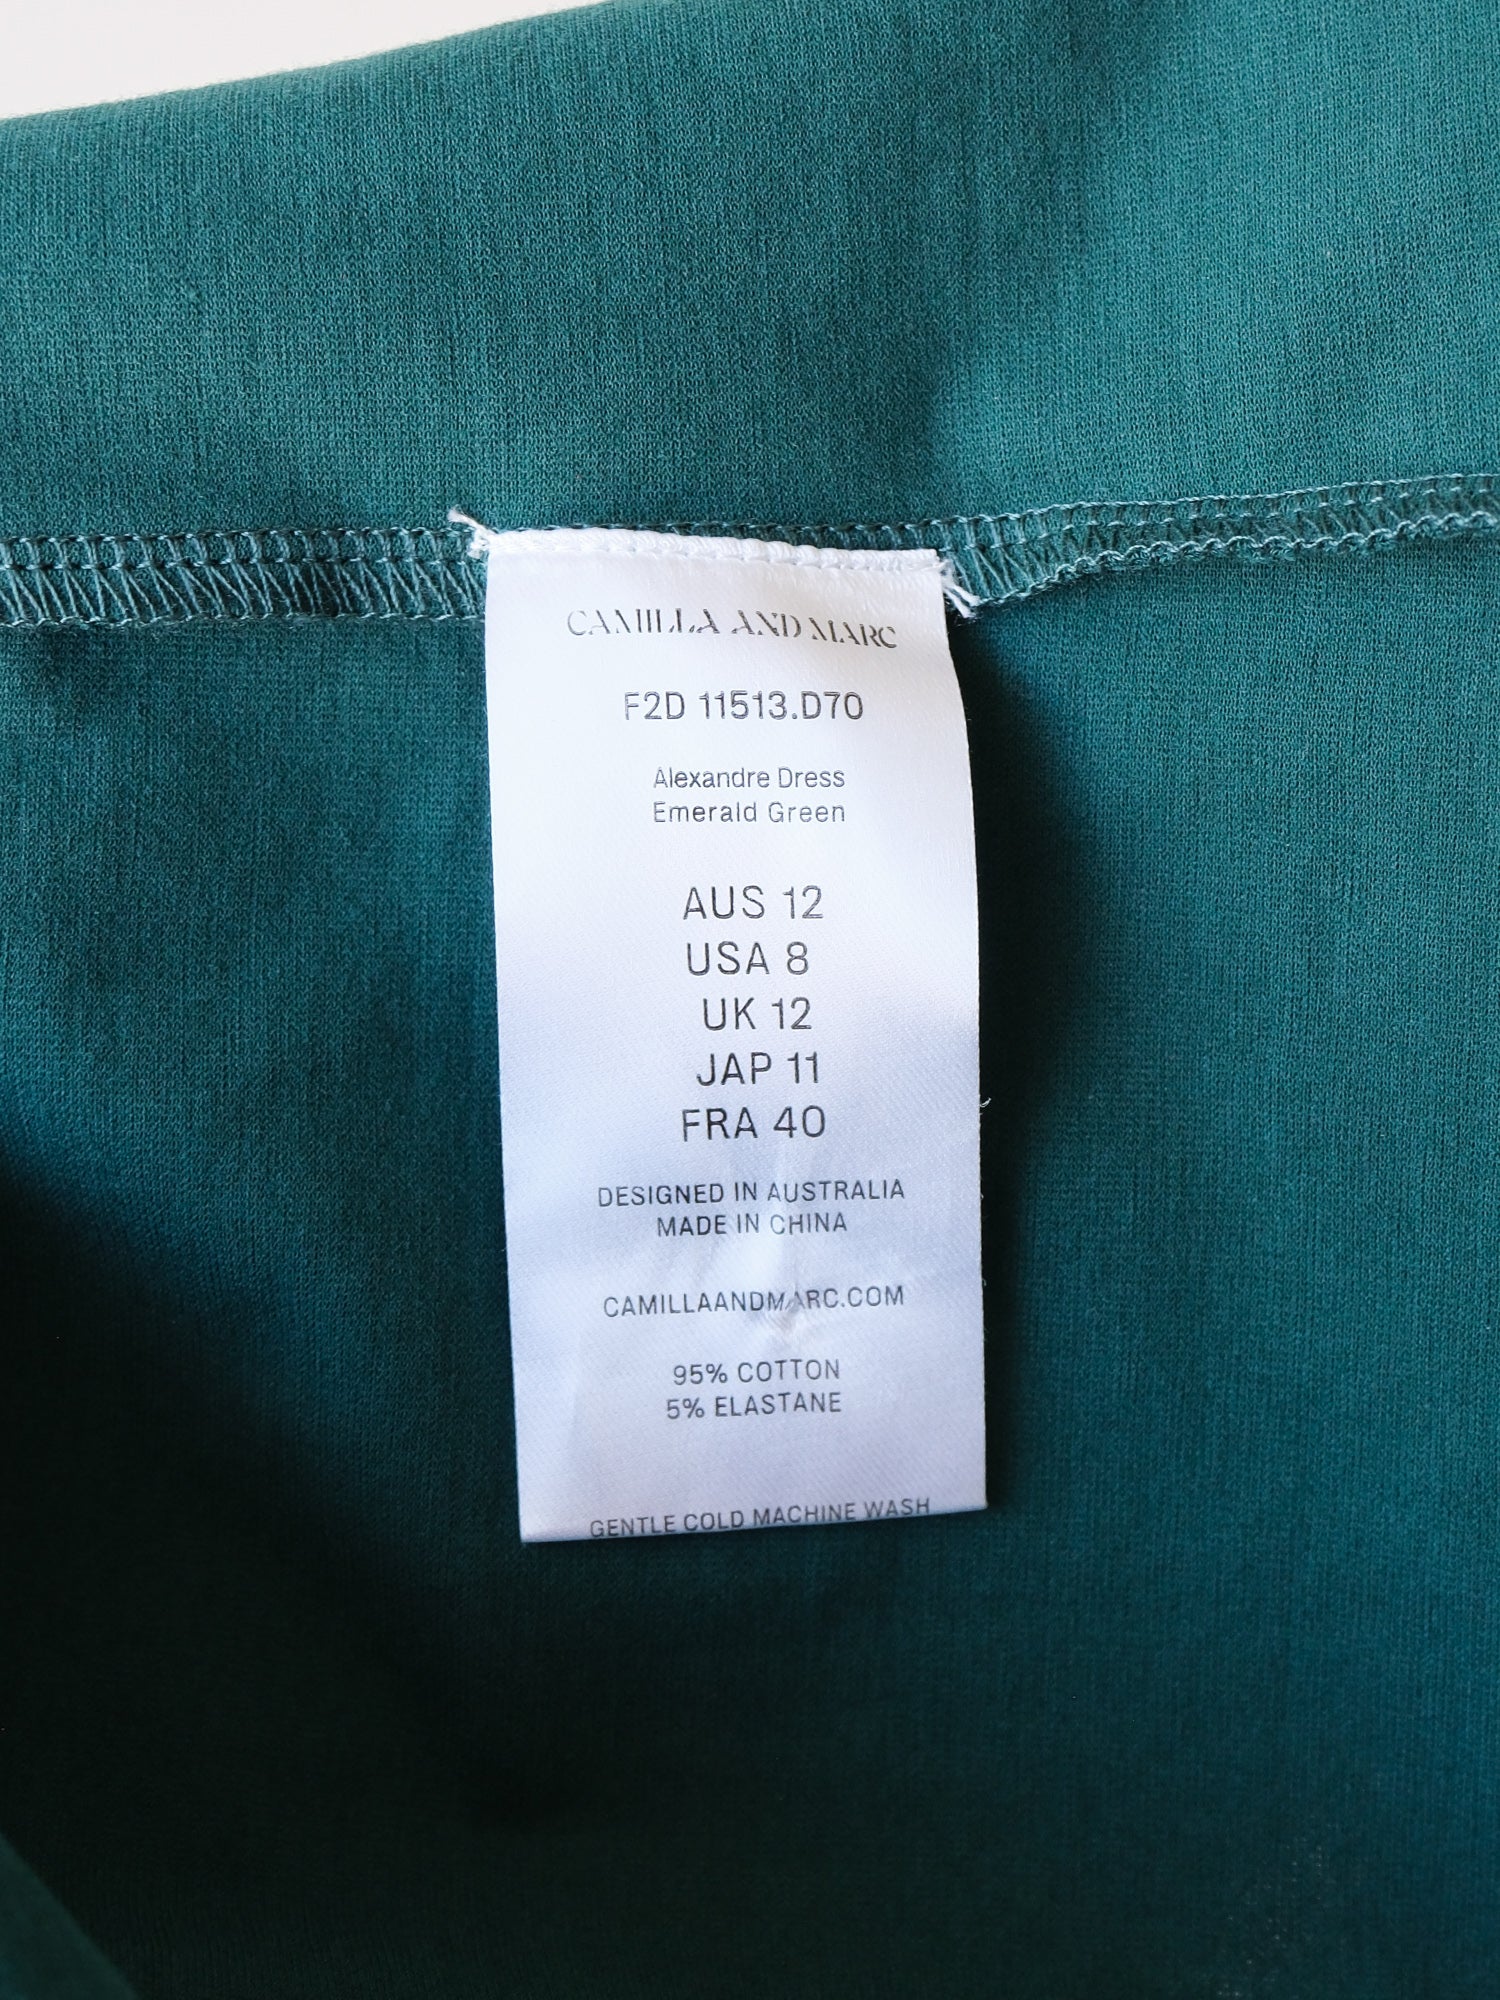 CAMILLA AND MARC
F2D 11513.D70
Alexandre Dress
Emerald Green
AUS 12
USA 8
UK 12
JAP 11
FRA 40
DESIGNED IN AUSTRALIA
MADE IN CHINA
CAMILLAANDMARC.COM
95% COTTON
5% ELASTANE
GENTLE COLD MACHINE WASH